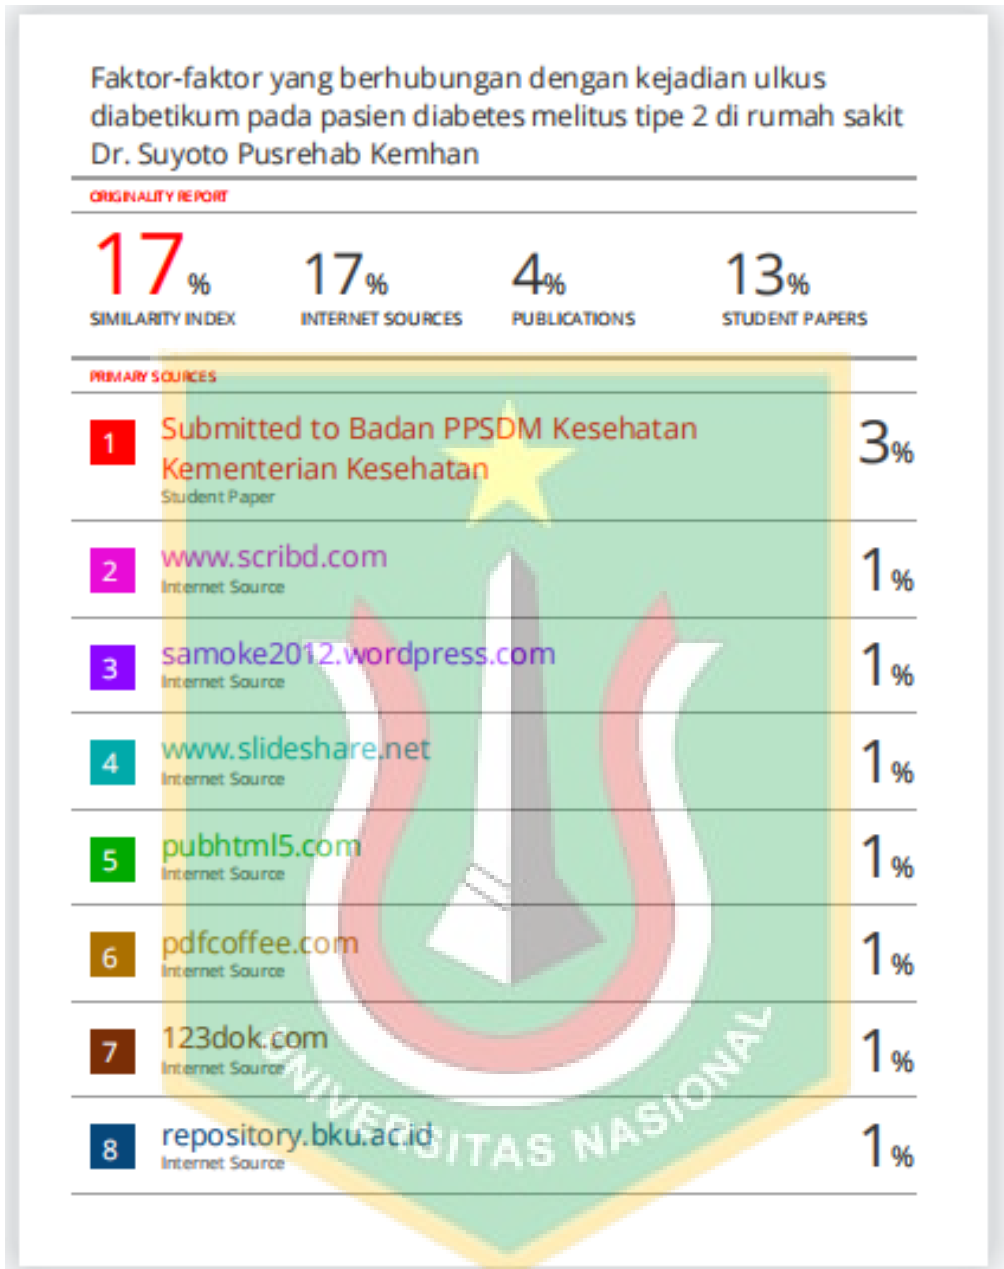 Faktor-faktor yang berhubungan dengan kejadian ulkus
diabetikum pada pasien diabetes melitus tipe 2 di rumah sakit
Dr. Suyoto Pusrehab Kemhan
ORIGINALITY REPORT
17% 17% 4% 13%
SIMILARITY INDEX INTERNET SOURCES PUBLICATIONS STUDENT PAPERS
PRIMARY SOURCES
1 Submitted to Badan PPSDM Kesehatan 3%
Kementerian Kesehatan
Student Paper
2 www.scribd.com 1%
Internet Source
3 samoke2012.wordpress.com 1%
Internet Source
4 www.slideshare.net 1%
Internet Source
5 pubhtml5.com 1%
Internet Source
6 pdfcoffee.com 1%
Internet Source
7 123dok.com 1%
Internet Source
8 repository.bku.ac.id 1%
Internet Source
UNIVERSITAS NASIONAL